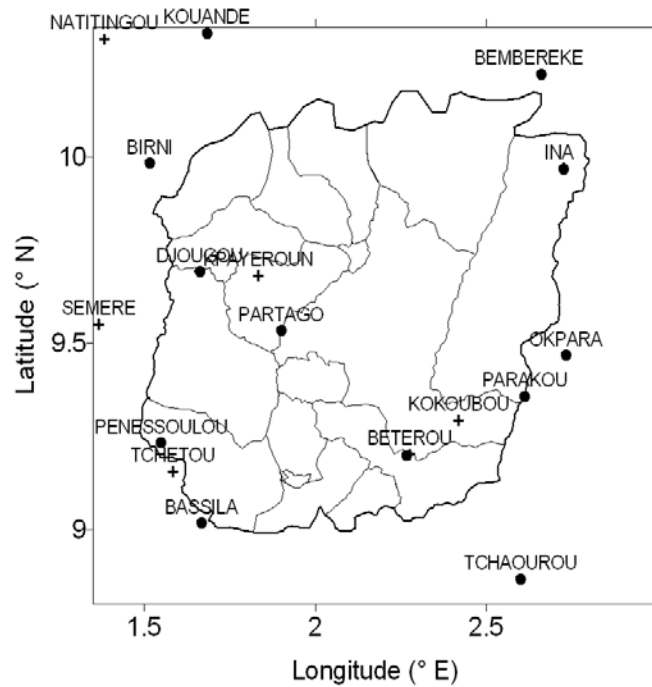 KOUANDE
NATITINGOU
BEMBEREKE
BIRNI
10
INA
DJOUGOU
KPAYEROUN
SEMERE
PARTAGO
9.5
OKPARA
PARAKOU
KOKOUBOU
PENESSOULOU
BETEROU
TCHETOU
BASSILA
9
TCHAOUROU
1.5
2
2.5
Latitude (° N)
Longitude (° E)